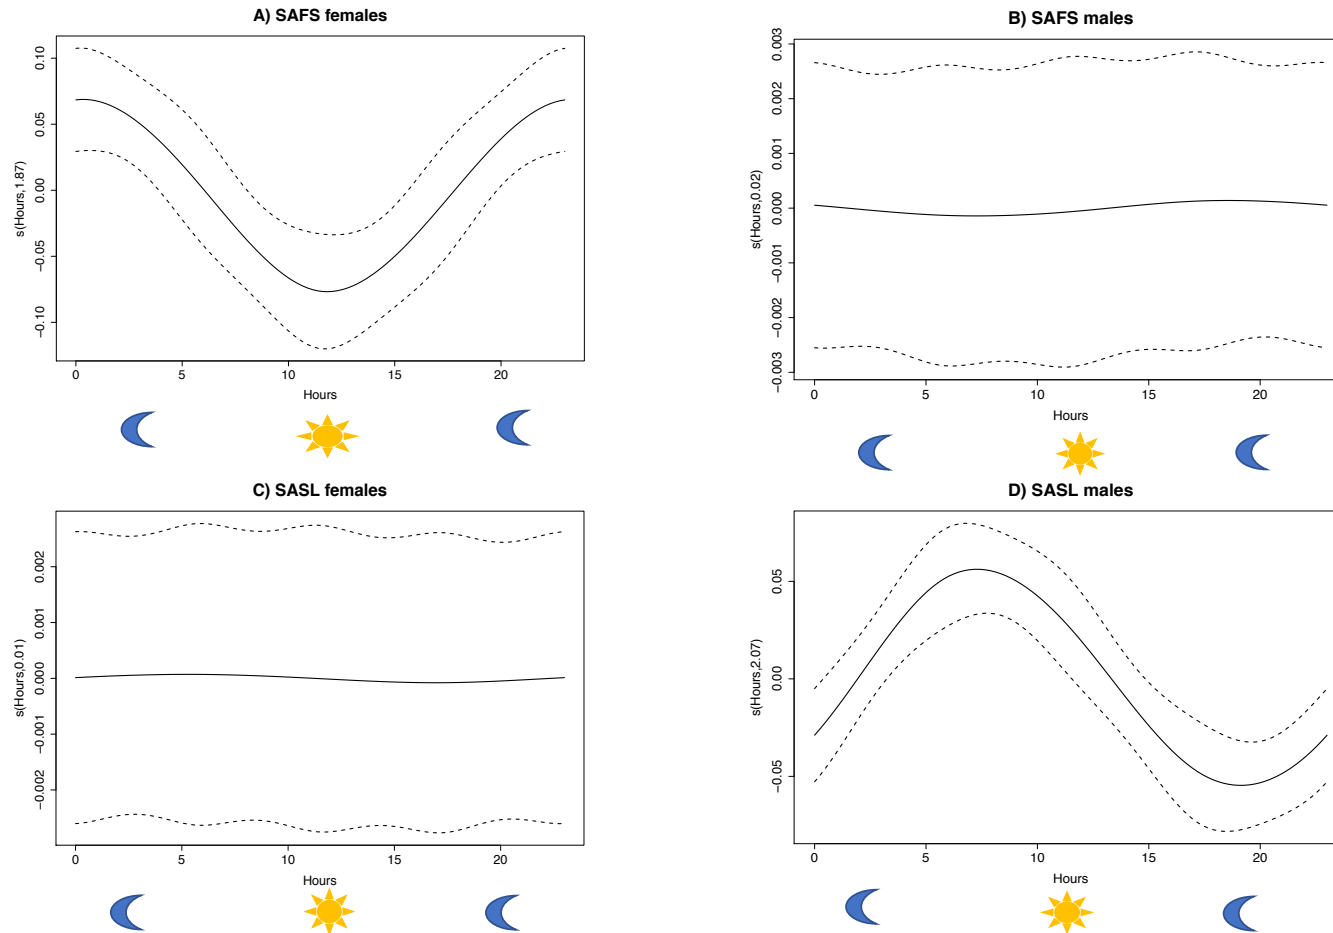 A) SAFS females
s(Hours,1.87)
0.10
0.05
0.00
−0.05
−0.10
0 5 10 15 20
Hours
B) SAFS males
s(Hours,0.02)
0.003
0.002
0.001
0.000
−0.001
−0.002
−0.003
0 5 10 15 20
Hours
C) SASL females
s(Hours,0.01)
0.002
0.001
0.000
−0.001
−0.002
0 5 10 15 20
Hours
D) SASL males
s(Hours,2.07)
0.05
0.00
−0.05
0 5 10 15 20
Hours